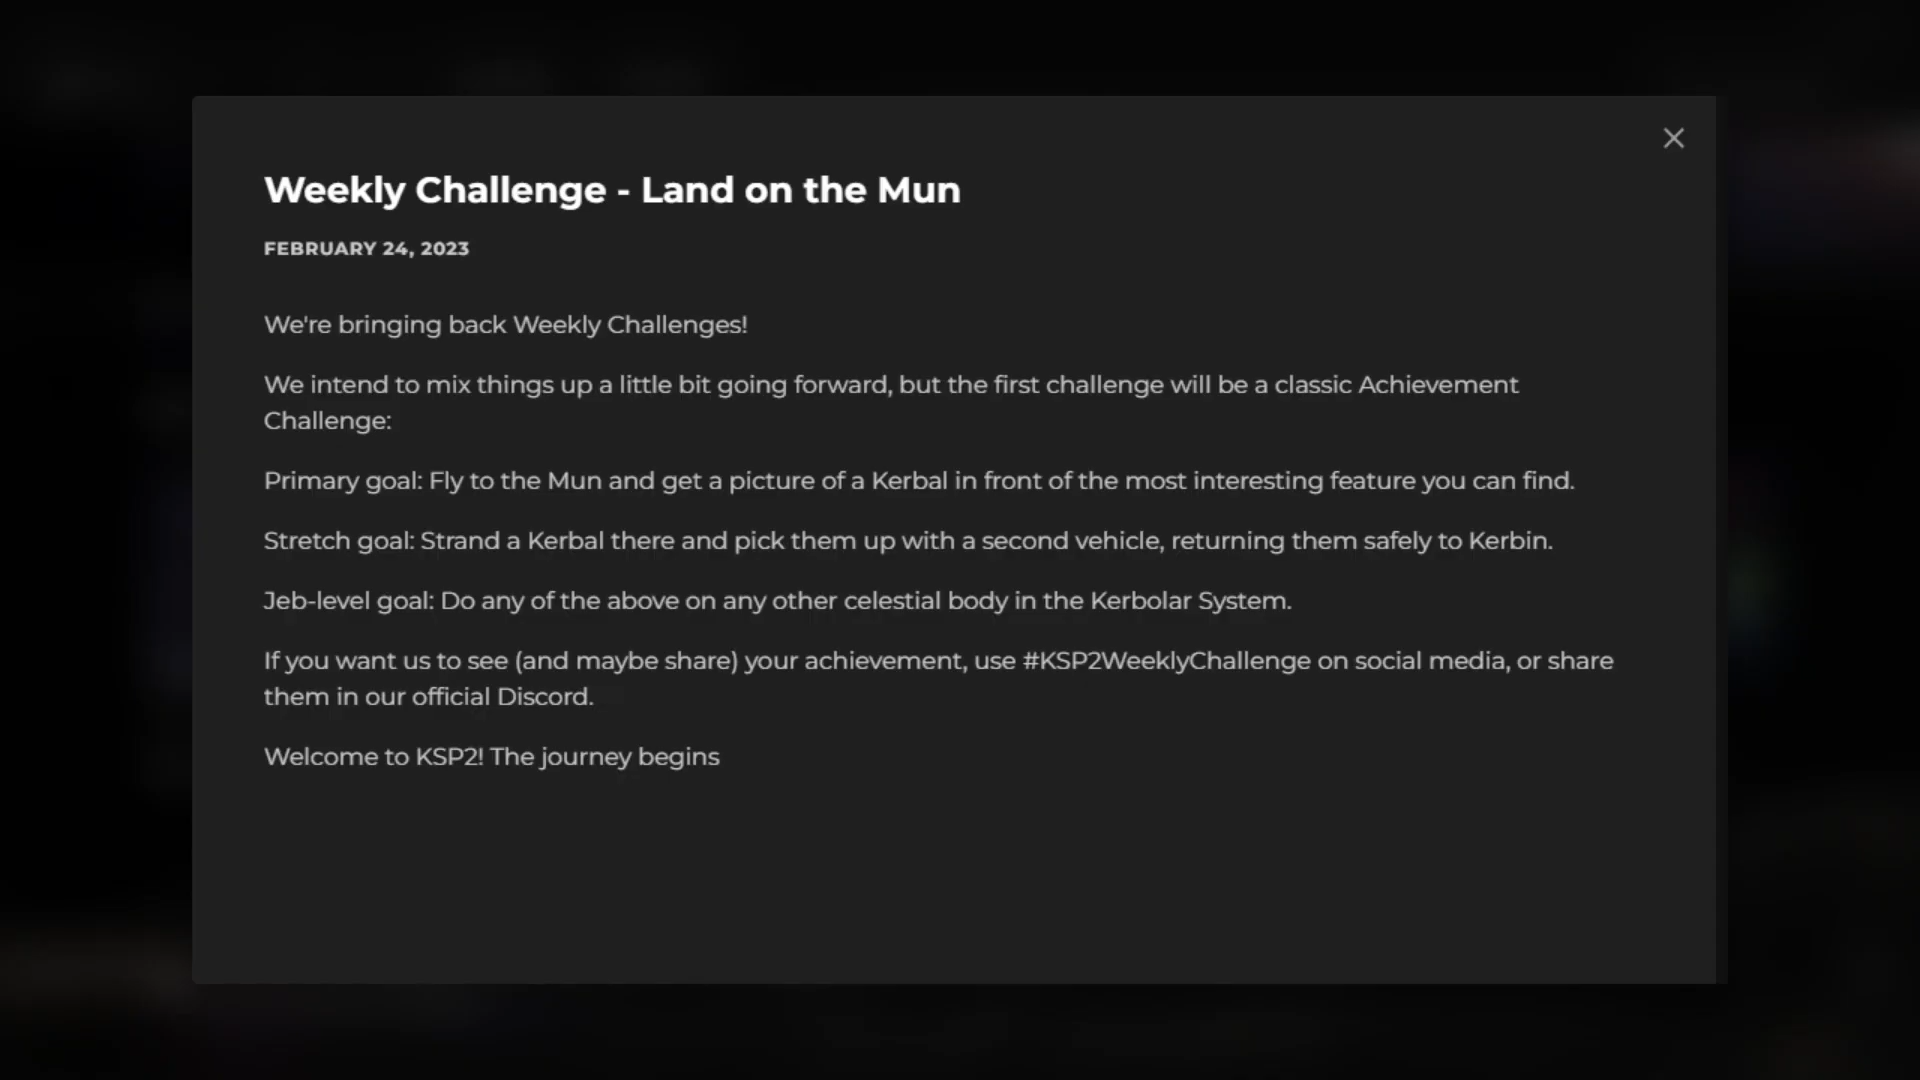 Weekly Challenge - Land on the Mun
FEBRUARY 24, 2023
We're bringing back Weekly Challenges!
We intend to mix things up a little bit going forward, but the first challenge will be a classic Achievement
Challenge:
Primary goal: Fly to the Mun and get a picture of a Kerbal in front of the most interesting feature you can find.
Stretch goal: Strand a Kerbal there and pick them up with a second vehicle, returning them safely to Kerbin.
Jeb-level goal: Do any of the above on any other celestial body in the Kerbolar System.
If you want us to see (and maybe share) your achievement, use #KSP2WeeklyChallenge on social media, or share
them in our official Discord.
Welcome to KSP2! The journey begins